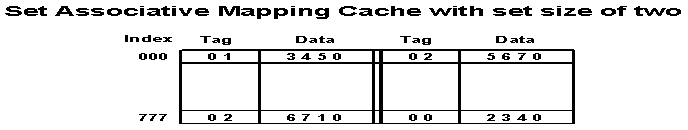 Set Associative Mapping Cache with set size of two
Index Tag Data Tag Data
000 0 1 3 4 5 0 0 2 5 6 7 0
777 0 2 6 7 1 0 0 0 2 3 4 0